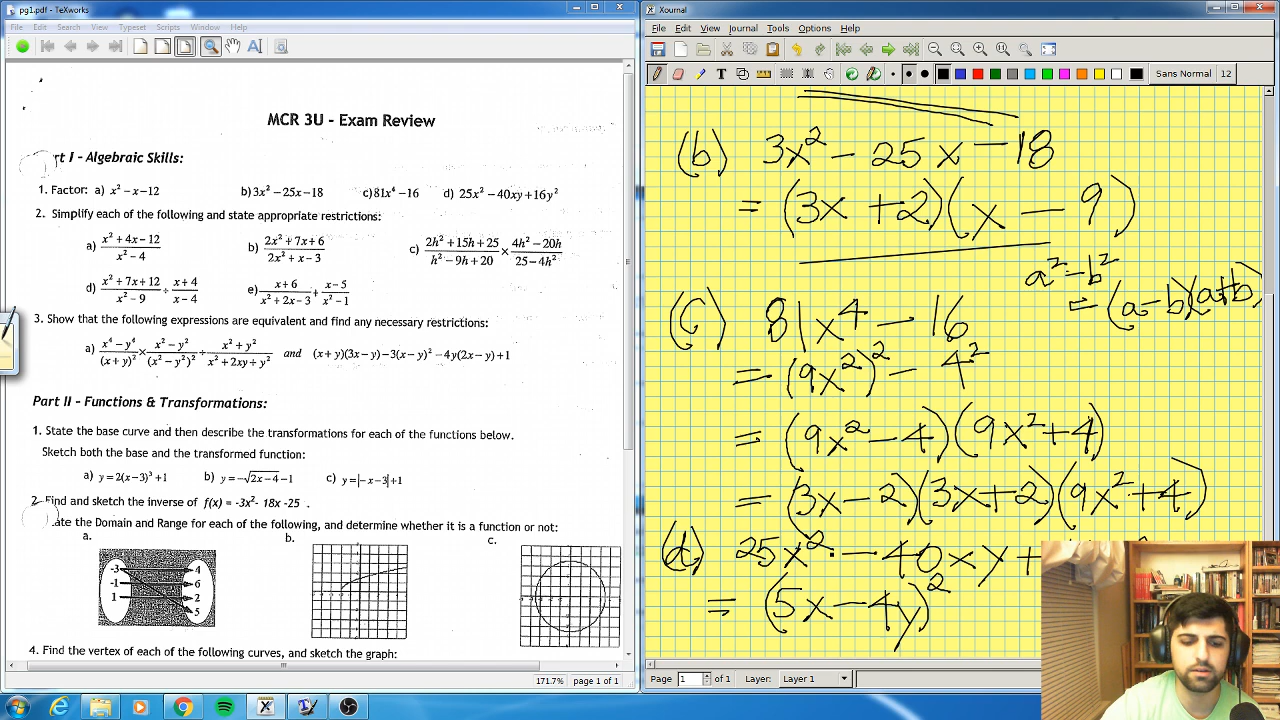 pg1.pdf - TeXworks
File Edit Search View Typeset Scripts Window Help
MCR 3U - Exam Review
rt I - Algebraic Skills:
1. Factor: a) x² – x – 12 b) 3x² – 25x – 18 c) 81x⁴ – 16 d) 25x² – 40xy + 16y²
2. Simplify each of the following and state appropriate restrictions:
a) (x² + 4x – 12)/(x² – 4) b) (2x² + 7x + 6)/(2x² + x – 3) c) (2h² + 15h + 25)/(h² – 9h + 20) × (4h² – 20h)/(25 – 4h²)
d) (x² + 7x + 12)/(x² – 9) ÷ (x + 4)/(x – 4) e) (x + 6)/(x² + 2x – 3) + (x – 5)/(x² – 1)
3. Show that the following expressions are equivalent and find any necessary restrictions:
a) (x⁴ – y⁴)/(x + y)² × (x² – y²)/(x² – y²)² ÷ (x² + y²)/(x² + 2xy + y²) and (x + y)(3x – y) – 3(x – y)² – 4y(2x – y) + 1
Part II - Functions & Transformations:
1. State the base curve and then describe the transformations for each of the functions below.
Sketch both the base and the transformed function:
a) y = 2(x – 3)³ + 1 b) y = –√(2x – 4) – 1 c) y = |–x – 3| + 1
2. Find and sketch the inverse of f(x) = -3x² - 18x -25 .
ate the Domain and Range for each of the following, and determine whether it is a function or not:
a. b. c.
-3 4
-1 6
1 2
5
4. Find the vertex of each of the following curves, and sketch the graph:
171.7% page 1 of 1
Xournal
File Edit View Journal Tools Options Help
Sans Normal 12
(b) 3x² – 25x – 18
= (3x + 2)(x – 9)
a² – b²
= (a – b)(a + b)
(c) 81x⁴ – 16
= (9x²)² – 4²
= (9x² – 4)(9x² + 4)
= (3x – 2)(3x + 2)(9x² + 4)
(d) 25x² – 40xy +
= (5x – 4y)²
Page 1 of 1 Layer: Layer 1